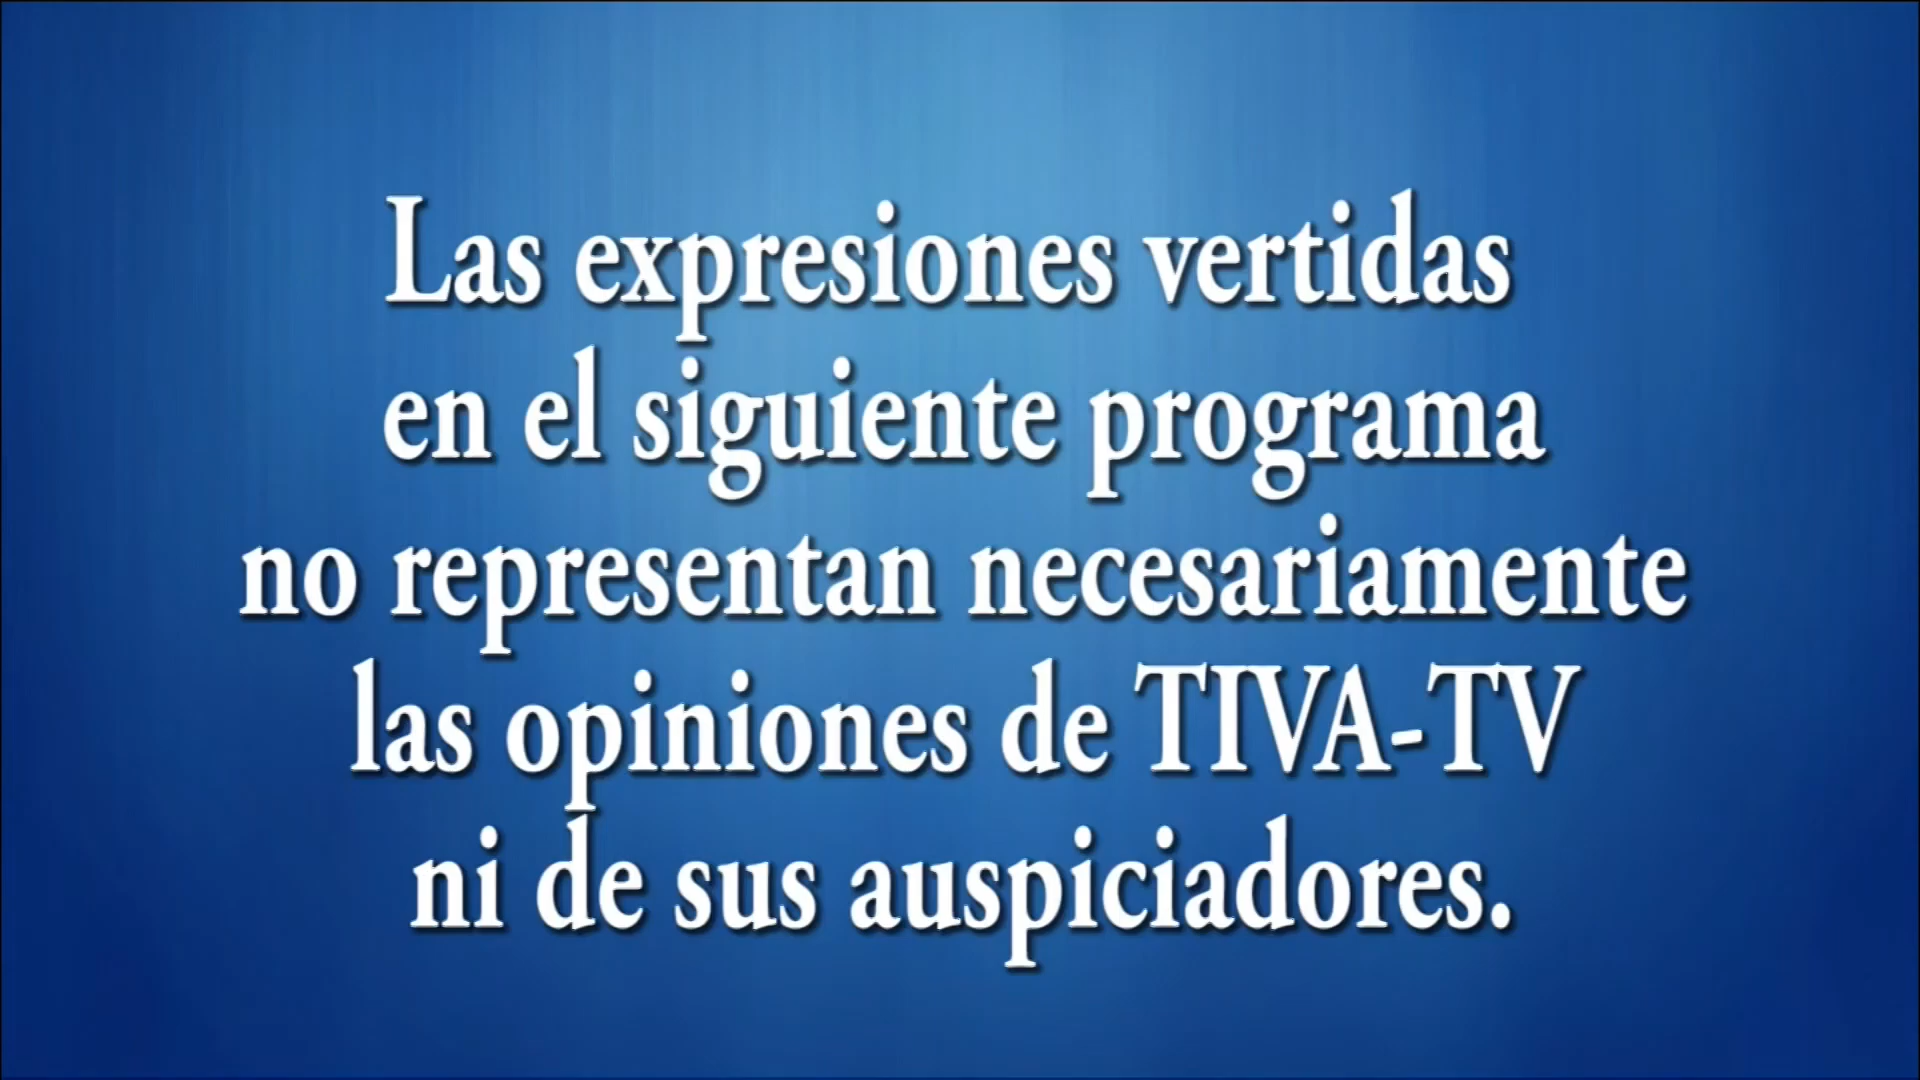 Las expresiones vertidas
en el siguiente programa
no representan necesariamente
las opiniones de TIVA-TV
ni de sus auspiciadores.